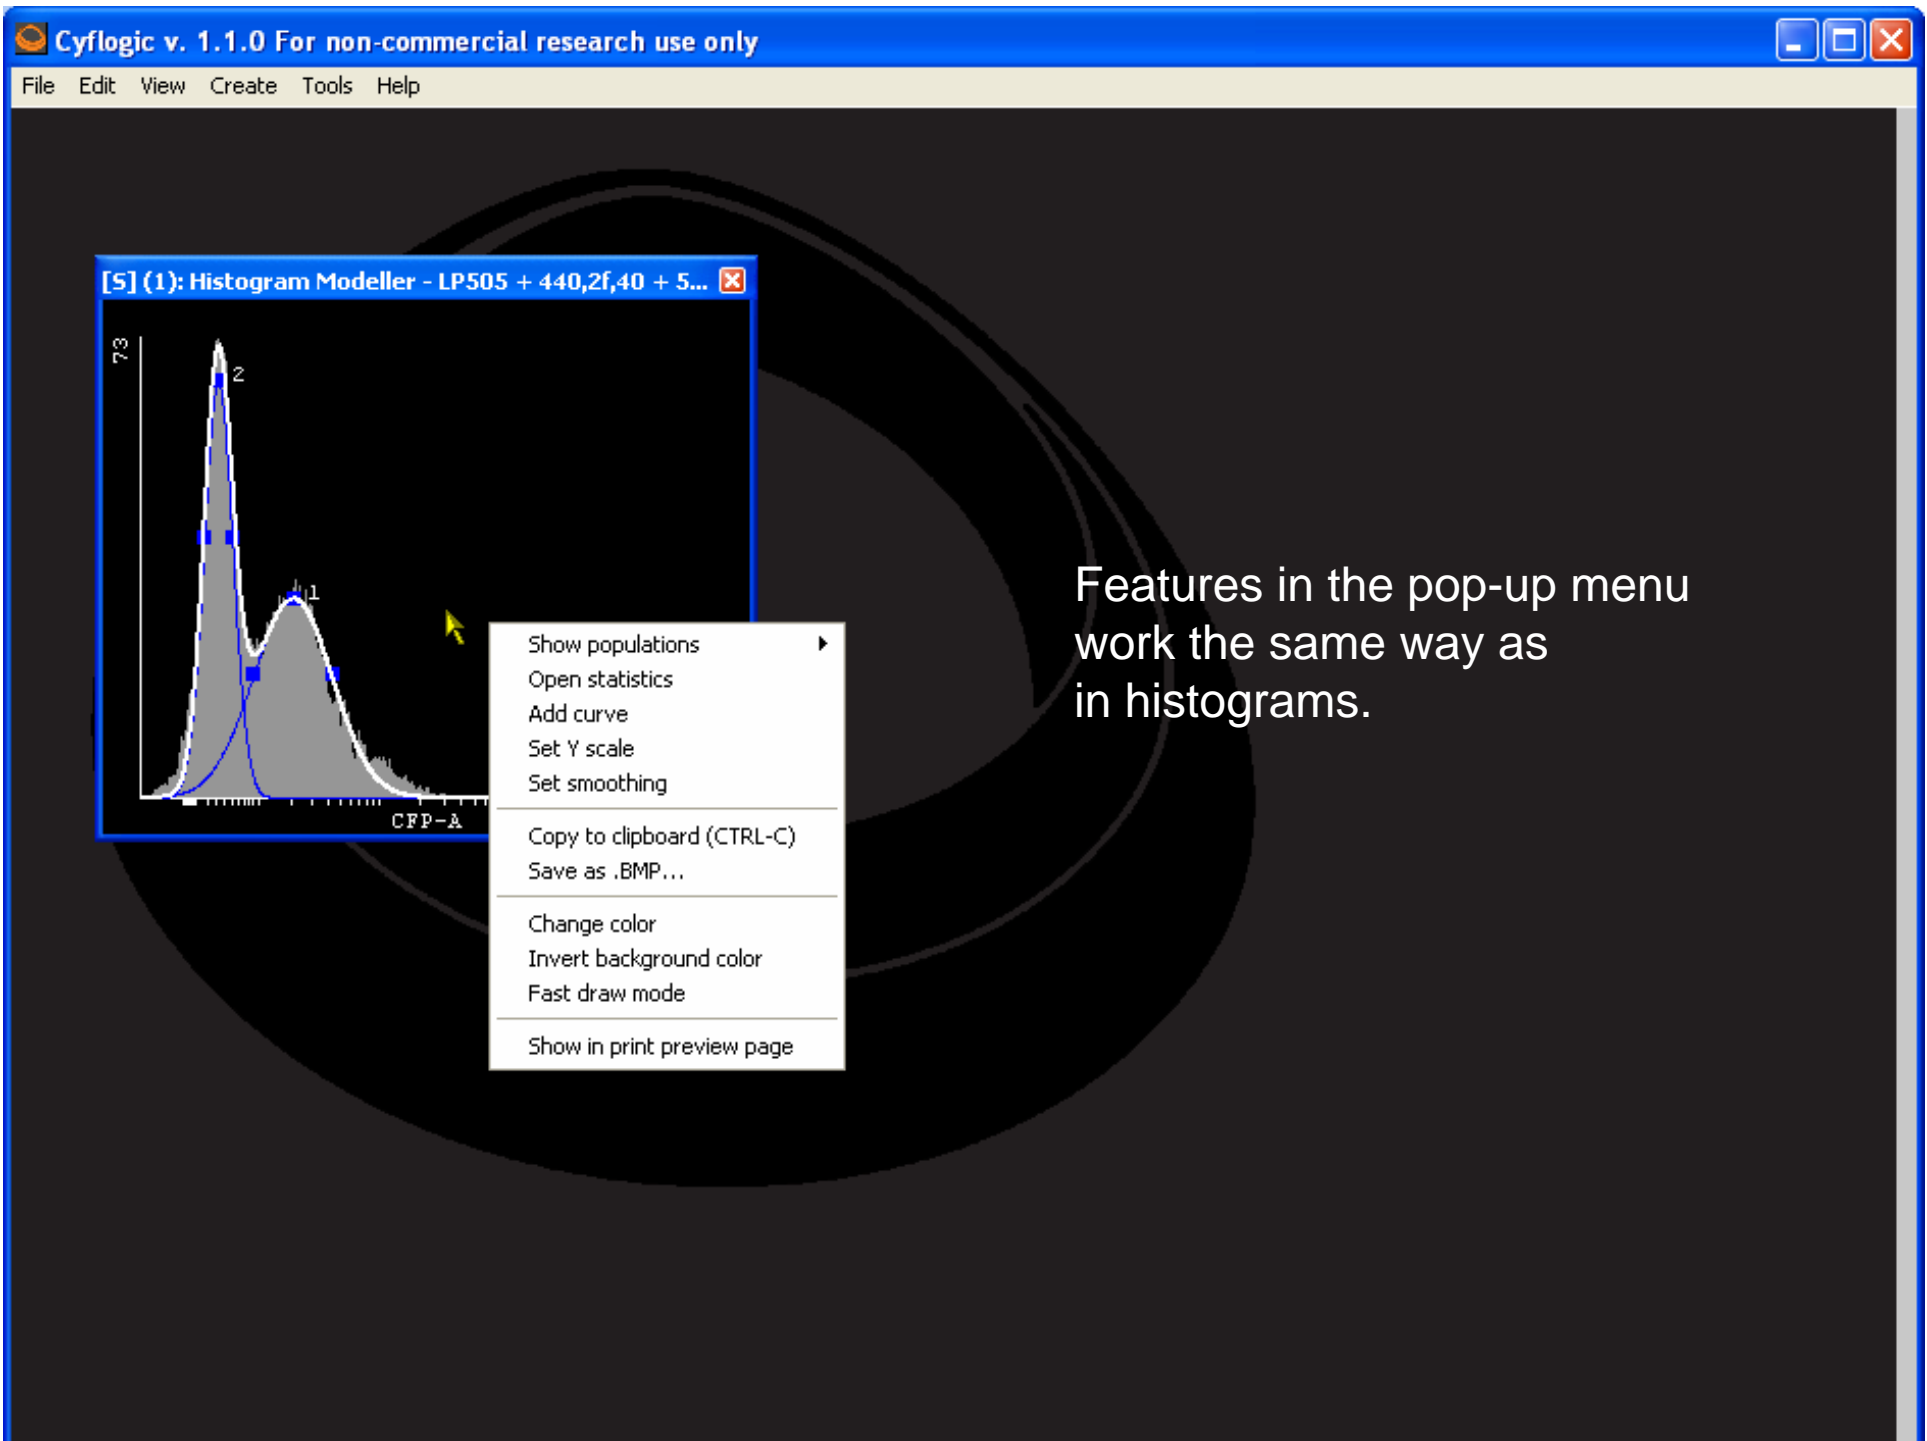 Cyflogic v. 1.1.0 For non-commercial research use only
File Edit View Create Tools Help
[S] (1): Histogram Modeller - LP505 + 440,2f,40 + 5...
73
2
1
CFP-A
Show populations
Open statistics
Add curve
Set Y scale
Set smoothing
Copy to clipboard (CTRL-C)
Save as .BMP...
Change color
Invert background color
Fast draw mode
Show in print preview page
Features in the pop-up menu
work the same way as
in histograms.